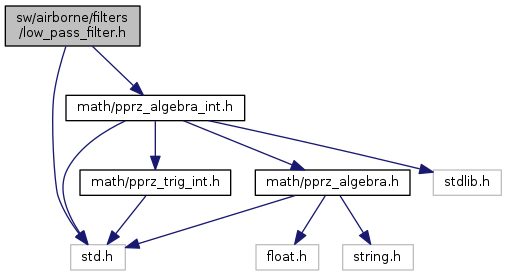 sw/airborne/filters
/low_pass_filter.h
math/pprz_algebra_int.h
math/pprz_trig_int.h
math/pprz_algebra.h
stdlib.h
std.h
float.h
string.h